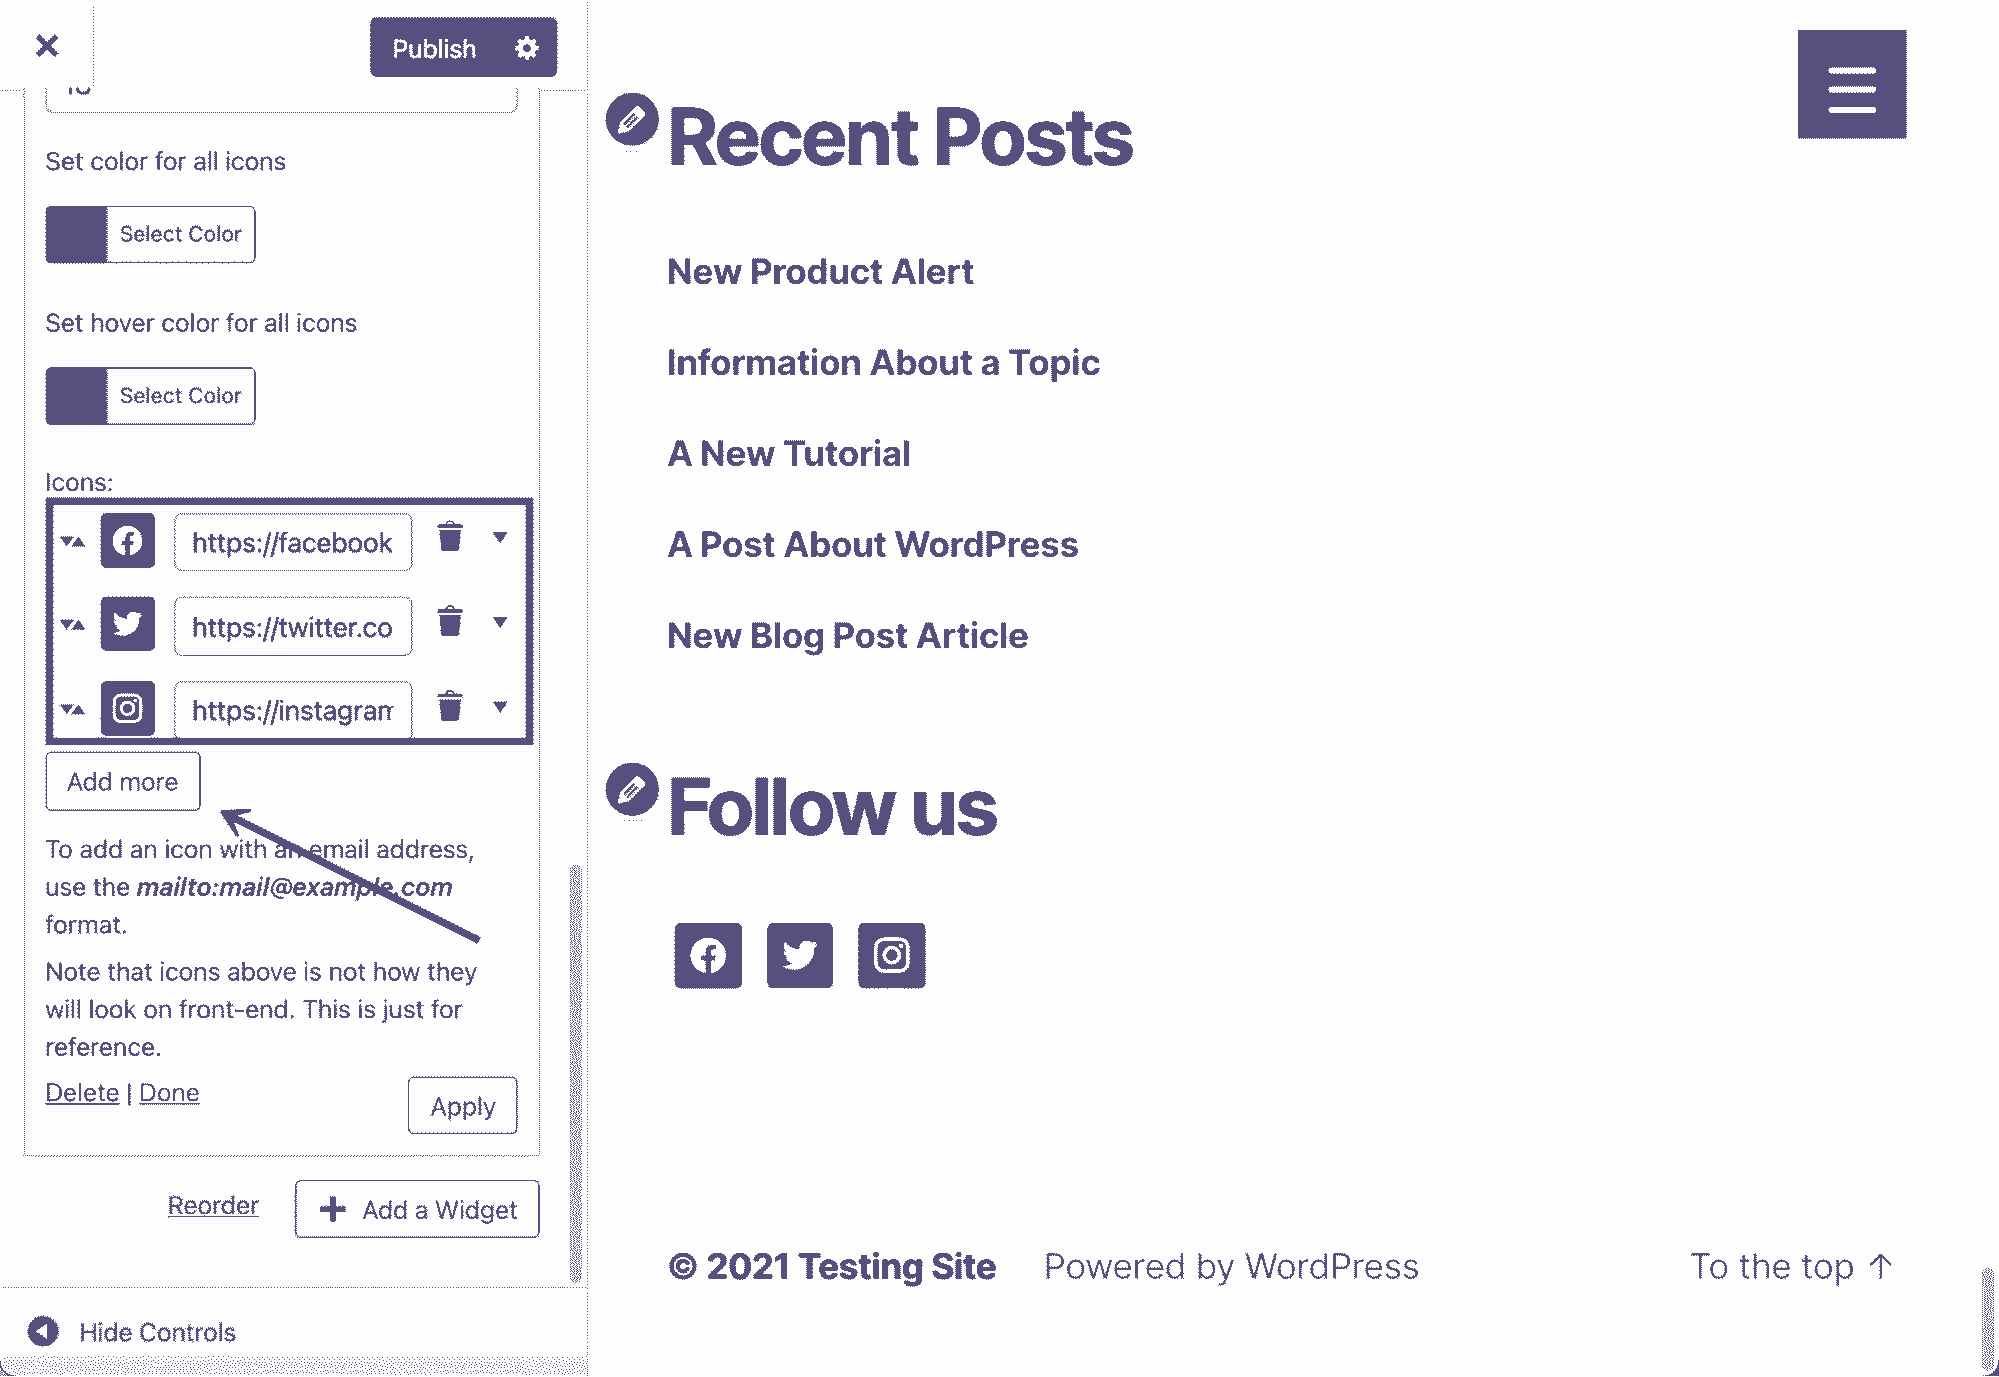 Publish
Set color for all icons
Select Color
Set hover color for all icons
Select Color
Icons:
https://facebook
https://twitter.co
https://instagram
Add more
To add an icon with an email address,
use the mailto:mail@example.com
format.
Note that icons above is not how they
will look on front-end. This is just for
reference.
Delete | Done
Apply
Reorder
Add a Widget
Hide Controls
Recent Posts
New Product Alert
Information About a Topic
A New Tutorial
A Post About WordPress
New Blog Post Article
Follow us
© 2021 Testing Site
Powered by WordPress
To the top ↑